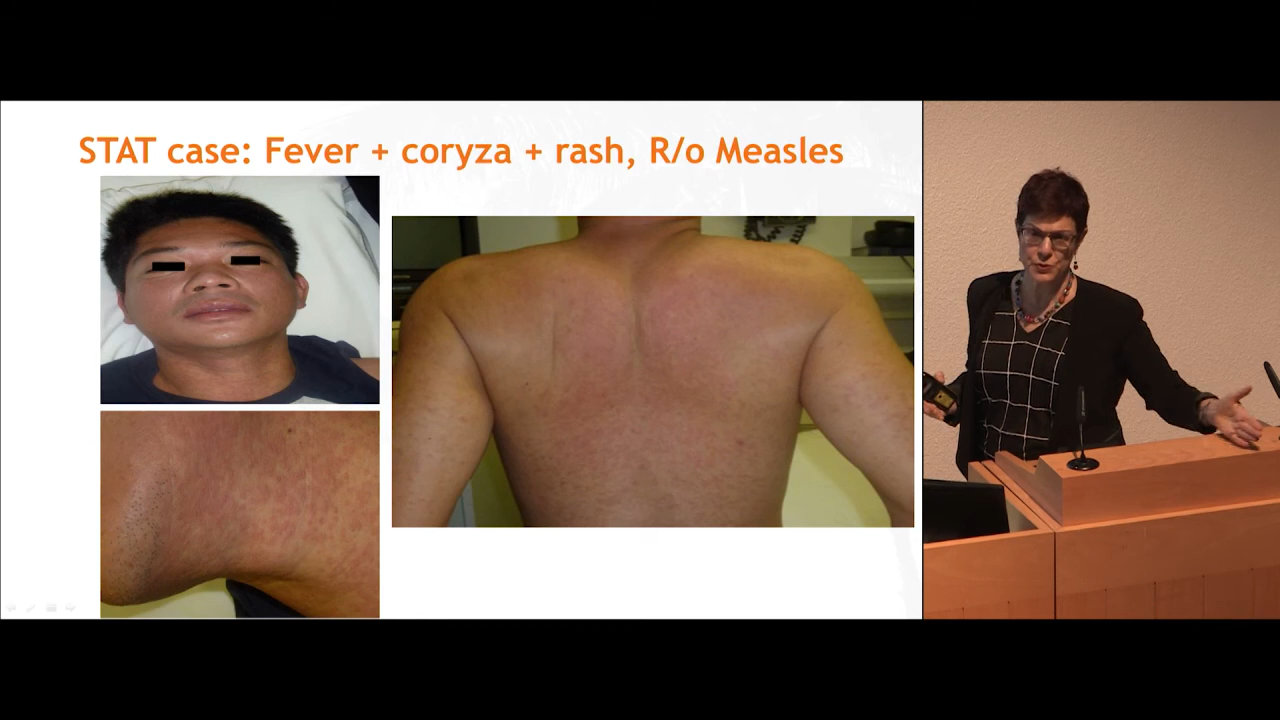 STAT case: Fever + coryza + rash, R/o Measles